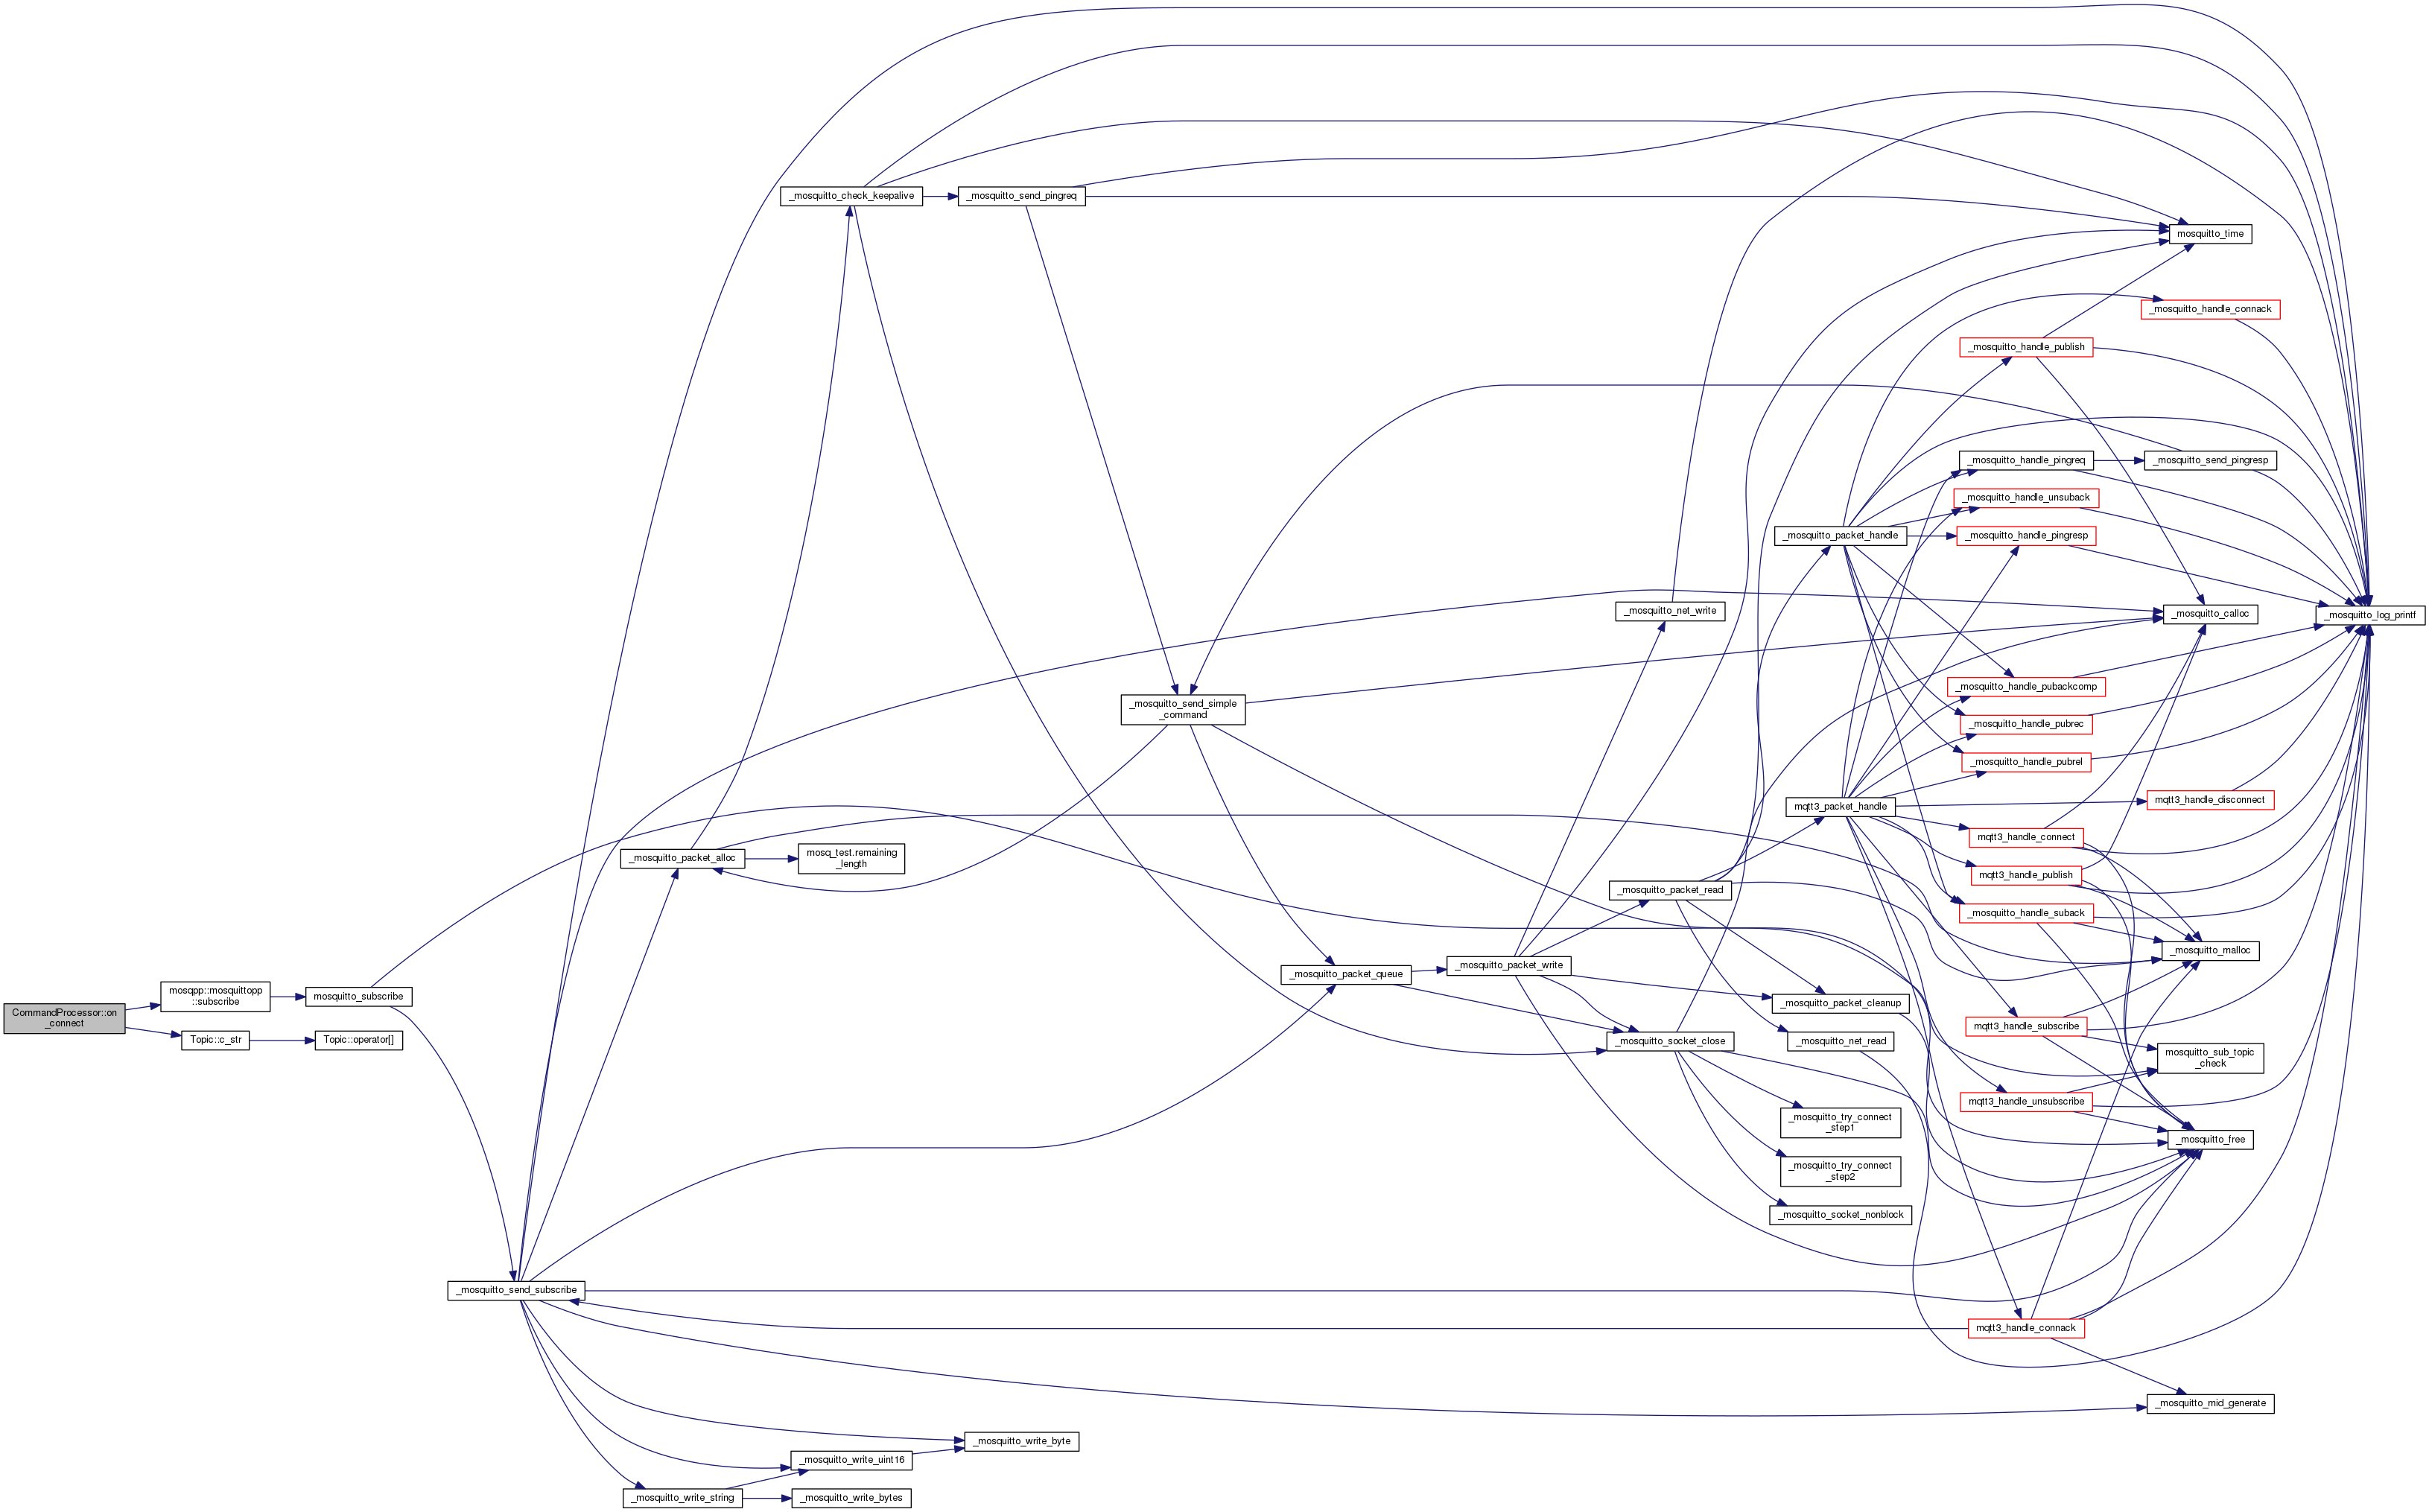 CommandProcessor::on
_connect
mosqpp::mosquittopp
::subscribe
Topic::c_str
mosquitto_subscribe
Topic::operator[]
_mosquitto_send_subscribe
_mosquitto_packet_alloc
_mosquitto_write_string
_mosquitto_check_keepalive
mosq_test.remaining
_length
_mosquitto_write_uint16
_mosquitto_write_bytes
_mosquitto_send_pingreq
_mosquitto_write_byte
_mosquitto_send_simple
_command
_mosquitto_packet_queue
_mosquitto_packet_write
_mosquitto_net_write
_mosquitto_packet_read
_mosquitto_socket_close
_mosquitto_packet_handle
mqtt3_packet_handle
_mosquitto_packet_cleanup
_mosquitto_net_read
_mosquitto_try_connect
_step1
_mosquitto_try_connect
_step2
_mosquitto_socket_nonblock
_mosquitto_handle_publish
_mosquitto_handle_pingreq
_mosquitto_handle_unsuback
_mosquitto_handle_pingresp
_mosquitto_handle_pubackcomp
_mosquitto_handle_pubrec
_mosquitto_handle_pubrel
mqtt3_handle_connect
mqtt3_handle_publish
_mosquitto_handle_suback
mqtt3_handle_subscribe
mqtt3_handle_unsubscribe
mqtt3_handle_connack
mosquitto_time
_mosquitto_handle_connack
_mosquitto_send_pingresp
_mosquitto_calloc
mqtt3_handle_disconnect
_mosquitto_malloc
mosquitto_sub_topic
_check
_mosquitto_free
_mosquitto_mid_generate
_mosquitto_log_printf